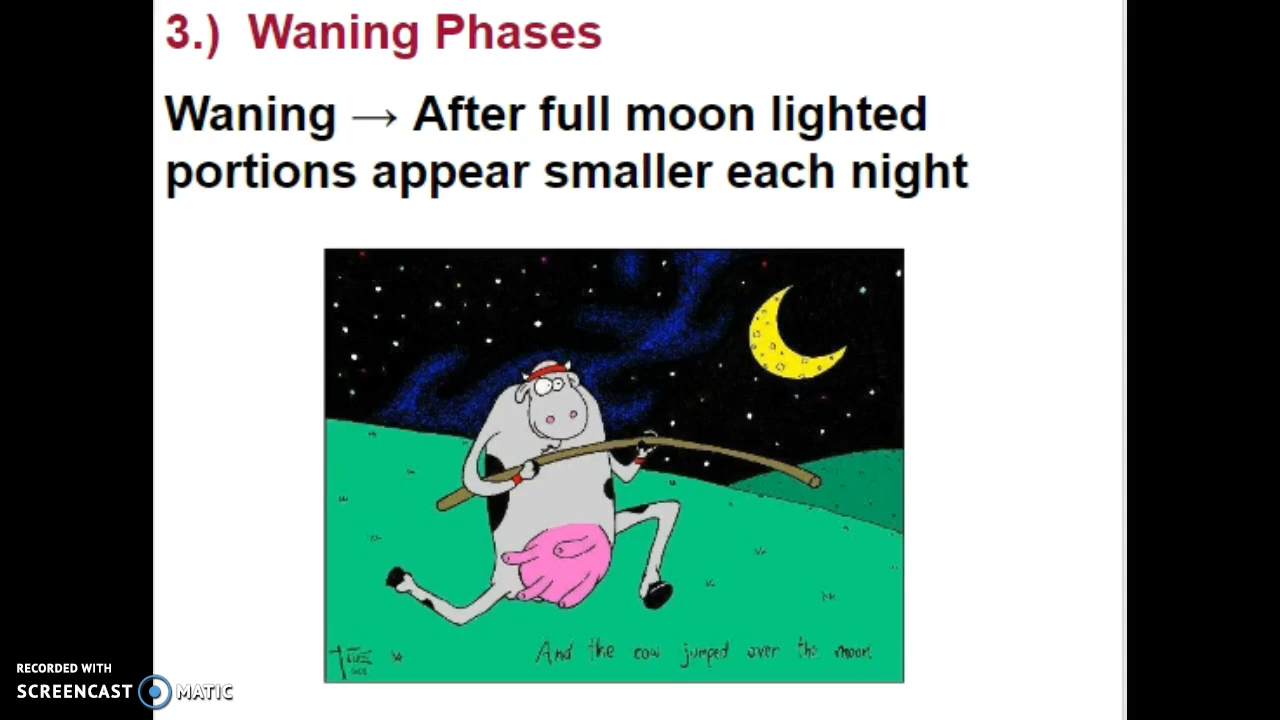 3.) Waning Phases
Waning → After full moon lighted
portions appear smaller each night
And the cow jumped over the moon
RECORDED WITH
SCREENCAST MATIC